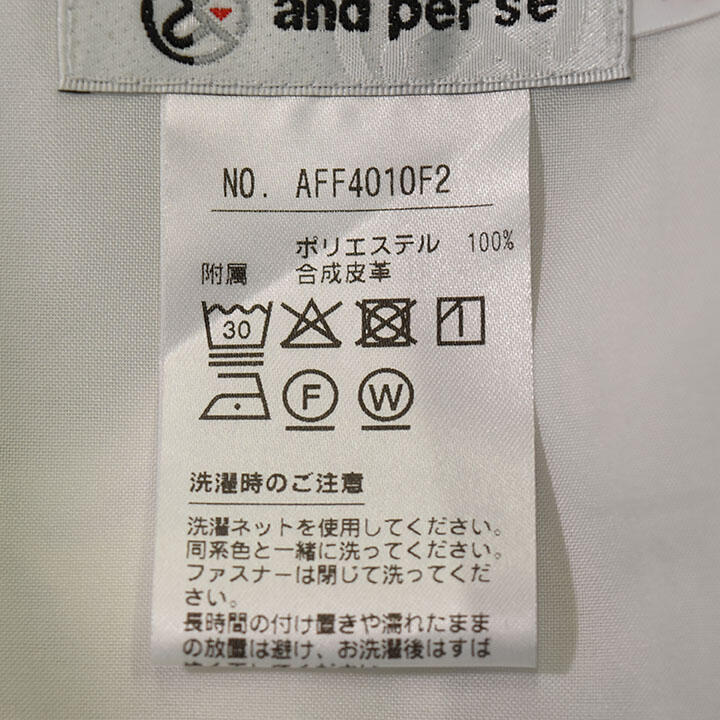 and per se
NO. AFF4010F2
ポリエステル 100%
附属 合成皮革
30
F W
洗濯時のご注意
洗濯ネットを使用してください。
同系色と一緒に洗ってください。
ファスナーは閉じて洗ってくだ
さい。
長時間の付け置きや濡れたまま
の放置は避け、お洗濯後はすば